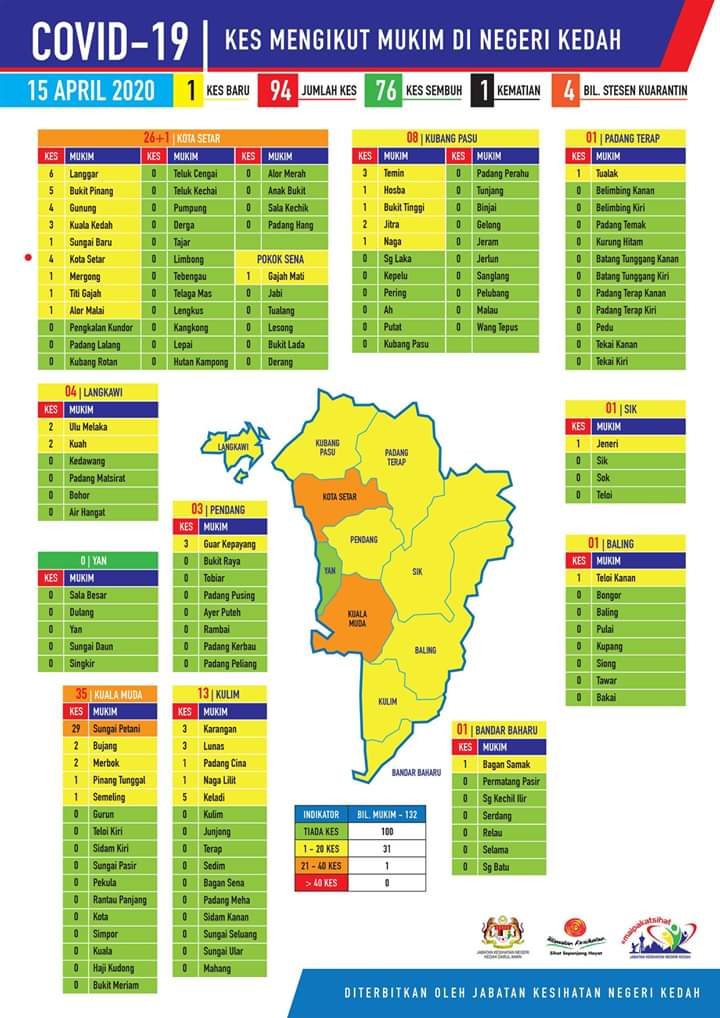 COVID-19 | KES MENGIKUT MUKIM DI NEGERI KEDAH
15 APRIL 2020 1 KES BARU 94 JUMLAH KES 76 KES SEMBUH 1 KEMATIAN 4 BIL. STESEN KUARANTIN
26+1 | KOTA SETAR
KES MUKIM KES MUKIM KES MUKIM
6 Langgar 0 Teluk Cengai 0 Alor Merah
5 Bukit Pinang 0 Teluk Kechai 0 Anak Bukit
4 Gunung 0 Pumpung 0 Sala Kechik
3 Kuala Kedah 0 Derga 0 Padang Hang
1 Sungai Baru 0 Tajar
4 Kota Setar 0 Limbong POKOK SENA
1 Mergong 0 Tebengau 1 Gajah Mati
1 Titi Gajah 0 Telaga Mas 0 Jabi
1 Alor Malai 0 Lengkus 0 Tualang
0 Pengkalan Kundor 0 Kangkong 0 Lesong
0 Padang Lalang 0 Lepai 0 Bukit Lada
0 Kubang Rotan 0 Hutan Kampong 0 Derang
08 | KUBANG PASU
KES MUKIM KES MUKIM
3 Temin 0 Padang Perahu
1 Hosba 0 Tunjang
1 Bukit Tinggi 0 Binjai
2 Jitra 0 Gelong
1 Naga 0 Jeram
0 Sg Laka 0 Jerlun
0 Kepelu 0 Sanglang
0 Pering 0 Pelubang
0 Ah 0 Malau
0 Putat 0 Wang Tepus
0 Kubang Pasu
01 | PADANG TERAP
KES MUKIM
1 Tualak
0 Belimbing Kanan
0 Belimbing Kiri
0 Padang Temak
0 Kurung Hitam
0 Batang Tunggang Kanan
0 Batang Tunggang Kiri
0 Padang Terap Kanan
0 Padang Terap Kiri
0 Pedu
0 Tekai Kanan
0 Tekai Kiri
04 | LANGKAWI
KES MUKIM
2 Ulu Melaka
2 Kuah
0 Kedawang
0 Padang Matsirat
0 Bohor
0 Air Hangat
03 | PENDANG
KES MUKIM
3 Guar Kepayang
0 Bukit Raya
0 Tobiar
0 Padang Pusing
0 Ayer Puteh
0 Rambai
0 Padang Kerbau
0 Padang Peliang
0 | YAN
KES MUKIM
0 Sala Besar
0 Dulang
0 Yan
0 Sungai Daun
0 Singkir
LANGKAWI
KUBANG PASU
PADANG TERAP
KOTA SETAR
PENDANG
YAN
SIK
KUALA MUDA
BALING
KULIM
BANDAR BAHARU
01 | SIK
KES MUKIM
1 Jeneri
0 Sik
0 Sok
0 Teloi
01 | BALING
KES MUKIM
1 Teloi Kanan
0 Bongor
0 Baling
0 Pulai
0 Kupang
0 Siong
0 Tawar
0 Bakai
35 | KUALA MUDA
KES MUKIM
29 Sungai Petani
2 Bujang
2 Merbok
1 Pinang Tunggal
1 Semeling
0 Gurun
0 Teloi Kiri
0 Sidam Kiri
0 Sungai Pasir
0 Pekula
0 Rantau Panjang
0 Kota
0 Simpor
0 Kuala
0 Haji Kudong
0 Bukit Meriam
13 | KULIM
KES MUKIM
3 Karangan
3 Lunas
1 Padang Cina
1 Naga Lilit
5 Keladi
0 Kulim
0 Junjong
0 Terap
0 Sedim
0 Bagan Sena
0 Padang Meha
0 Sidam Kanan
0 Sungai Seluang
0 Sungai Ular
0 Mahang
01 | BANDAR BAHARU
KES MUKIM
1 Bagan Samak
0 Permatang Pasir
0 Sg Kechil Ilir
0 Serdang
0 Relau
0 Selama
0 Sg Batu
INDIKATOR BIL. MUKIM - 132
TIADA KES 100
1 - 20 KES 31
21 - 40 KES 1
> 40 KES 0
JABATAN KESIHATAN NEGERI
KEDAH DARUL AMAN
Sihat Sepanjang Hayat
#malpakatsihat
JABATAN KESIHATAN NEGERI KEDAH
DITERBITKAN OLEH JABATAN KESIHATAN NEGERI KEDAH